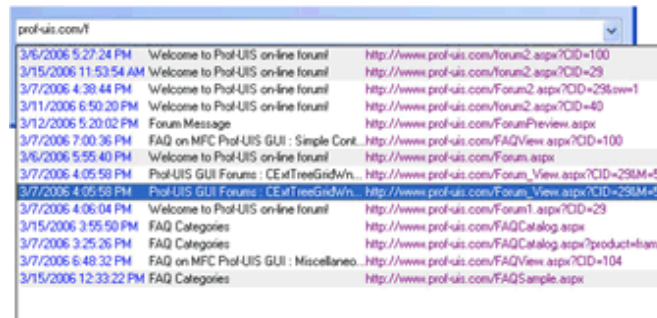 prof-uis.com/f
3/6/2006 5:27:24 PM Welcome to Prof-UIS on-line forum! http://www.prof-uis.com/forum2.aspx?CID=100
3/15/2006 11:53:54 AM Welcome to Prof-UIS on-line forum! http://www.prof-uis.com/forum2.aspx?CID=29
3/7/2006 4:38:44 PM Welcome to Prof-UIS on-line forum! http://www.prof-uis.com/Forum2.aspx?CID=29&sw=1
3/11/2006 6:50:20 PM Welcome to Prof-UIS on-line forum! http://www.prof-uis.com/Forum2.aspx?CID=40
3/12/2006 5:20:02 PM Forum Message http://www.prof-uis.com/ForumPreview.aspx
3/7/2006 7:00:36 PM FAQ on MFC Prof-UIS GUI : Simple Cont... http://www.prof-uis.com/FAQView.aspx?CID=100
3/6/2006 5:55:40 PM Welcome to Prof-UIS on-line forum! http://www.prof-uis.com/Forum.aspx
3/7/2006 4:05:58 PM Prof-UIS GUI Forums : CExtTreeGridWn... http://www.prof-uis.com/Forum_View.aspx?CID=29&M=5
3/7/2006 4:05:58 PM Prof-UIS GUI Forums : CExtTreeGridWn... http://www.prof-uis.com/Forum_View.aspx?CID=29&M=5
3/7/2006 4:06:04 PM Welcome to Prof-UIS on-line forum! http://www.prof-uis.com/Forum1.aspx?CID=29
3/15/2006 3:55:50 PM FAQ Categories http://www.prof-uis.com/FAQCatalog.aspx
3/7/2006 3:25:26 PM FAQ Categories http://www.prof-uis.com/FAQCatalog.aspx?product=fram
3/7/2006 6:48:32 PM FAQ on MFC Prof-UIS GUI : Miscellaneo... http://www.prof-uis.com/FAQView.aspx?CID=104
3/15/2006 12:33:22 PM FAQ Categories http://www.prof-uis.com/FAQSample.aspx